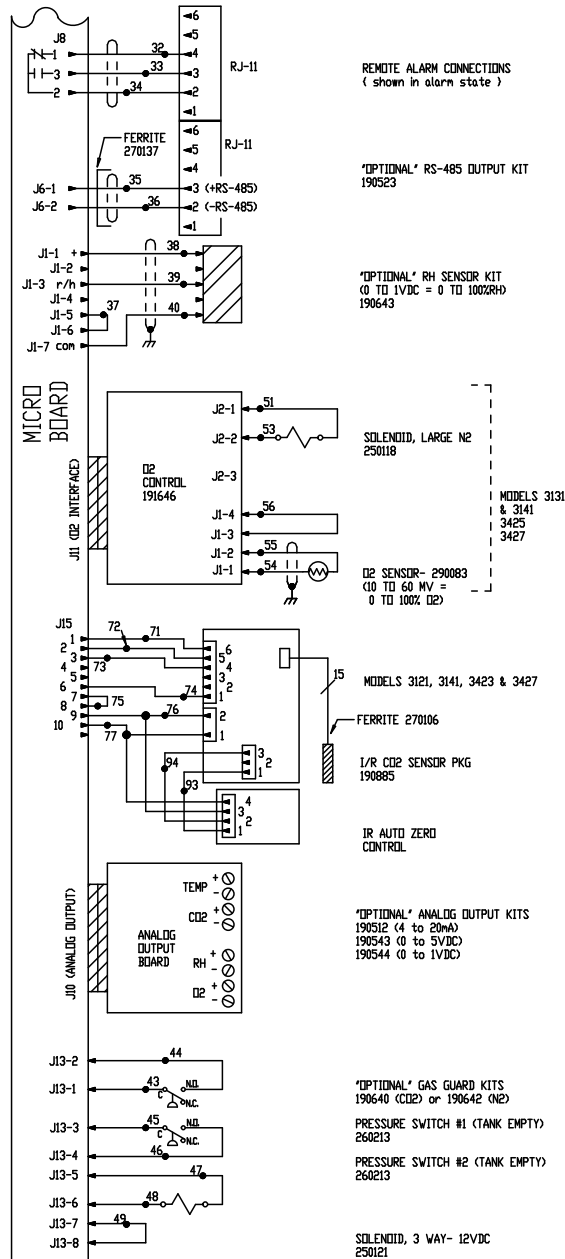 J8
1
3
2
32
33
34
6
5
4
3
2
1
RJ-11
REMOTE ALARM CONNECTIONS
( shown in alarm state )
FERRITE
270137
6
5
4
3 (+RS-485)
2 (-RS-485)
1
RJ-11
J6-1
J6-2
35
36
"OPTIONAL" RS-485 OUTPUT KIT
190523
J1-1 +
J1-2
J1-3 r/h
J1-4
J1-5
J1-6
J1-7 com
37
38
39
40
"OPTIONAL" RH SENSOR KIT
(0 TO 1VDC = 0 TO 100%RH)
190643
MICRO
BOARD
J11 (O2 INTERFACE)
O2
CONTROL
191646
J2-1
J2-2
J2-3
J1-4
J1-3
J1-2
J1-1
51
53
56
55
54
SOLENOID, LARGE N2
250118
O2 SENSOR- 290083
(10 TO 60 MV =
0 TO 100% O2)
MODELS 3131
& 3141
3425
3427
J15
1
2
3
4
5
6
7
8
9
10
72
71
73
74
75
76
77
94
93
6
5
4
3
2
1
2
1
3
2
1
4
3
2
1
15
MODELS 3121, 3141, 3423 & 3427
FERRITE 270106
I/R CO2 SENSOR PKG
190885
IR AUTO ZERO
CONTROL
J10 (ANALOG OUTPUT)
ANALOG
OUTPUT
BOARD
TEMP + -
CO2 + -
RH + -
O2 + -
"OPTIONAL" ANALOG OUTPUT KITS
190512 (4 to 20mA)
190543 (0 to 5VDC)
190544 (0 to 1VDC)
J13-2
J13-1
J13-3
J13-4
J13-5
J13-6
J13-7
J13-8
44
43
C
N.O.
N.C.
45
C
N.O.
N.C.
46
47
48
49
"OPTIONAL" GAS GUARD KITS
190640 (CO2) or 190642 (N2)
PRESSURE SWITCH #1 (TANK EMPTY)
260213
PRESSURE SWITCH #2 (TANK EMPTY)
260213
SOLENOID, 3 WAY- 12VDC
250121